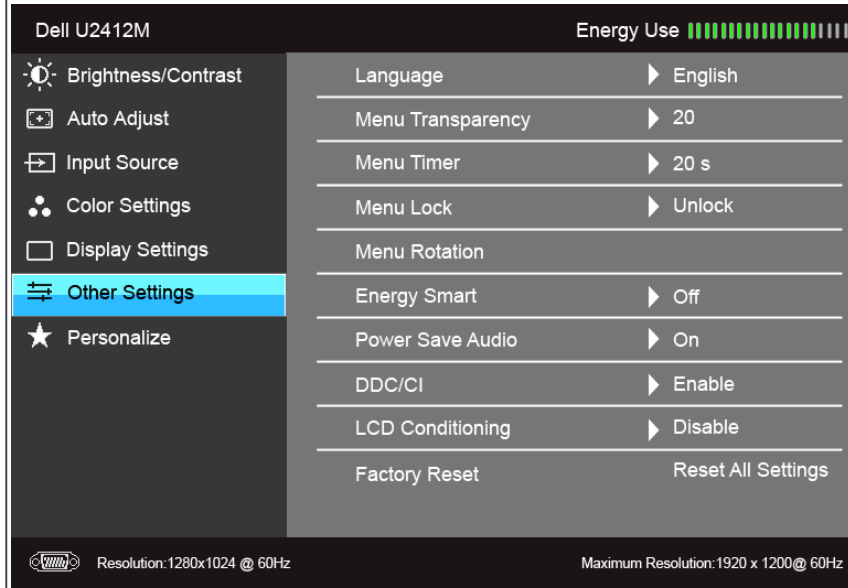 Dell U2412M Energy Use
Brightness/Contrast
Auto Adjust
Input Source
Color Settings
Display Settings
Other Settings
Personalize
Language English
Menu Transparency 20
Menu Timer 20 s
Menu Lock Unlock
Menu Rotation
Energy Smart Off
Power Save Audio On
DDC/CI Enable
LCD Conditioning Disable
Factory Reset Reset All Settings
Resolution:1280x1024 @ 60Hz Maximum Resolution:1920 x 1200@ 60Hz